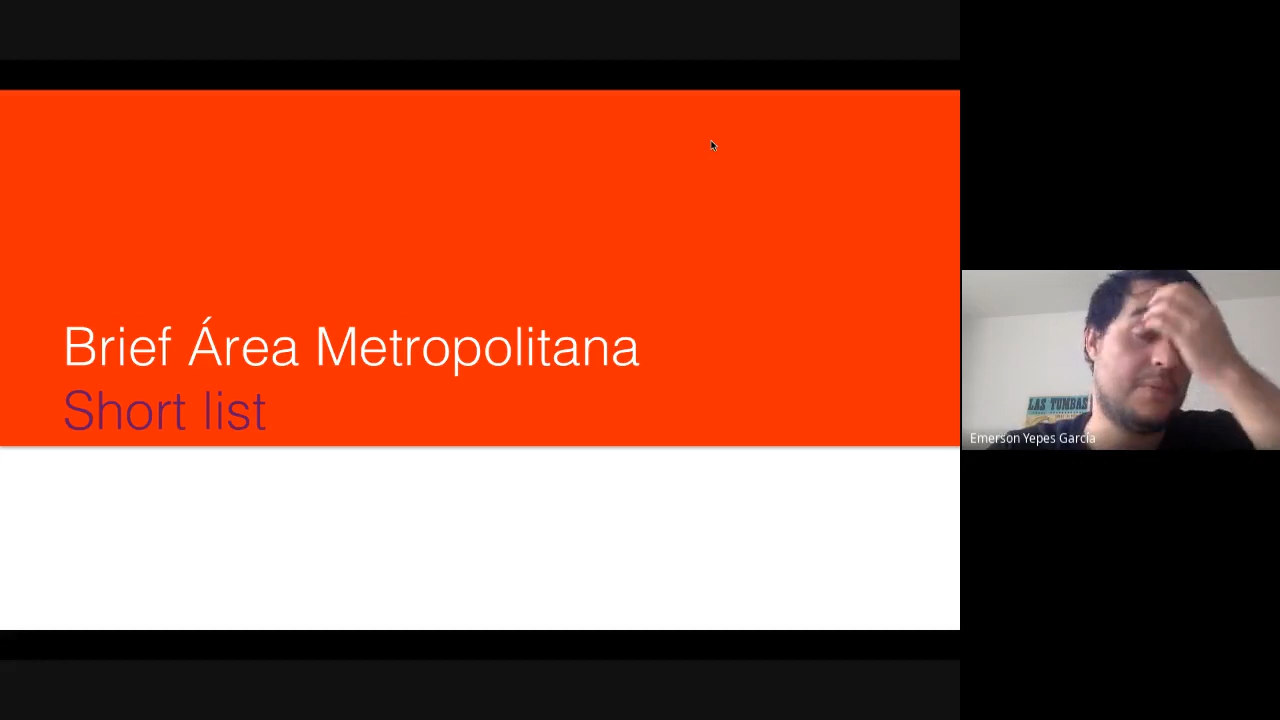 Brief Área Metropolitana
Short list
LAS TUMBAS
Emerson Yepes García